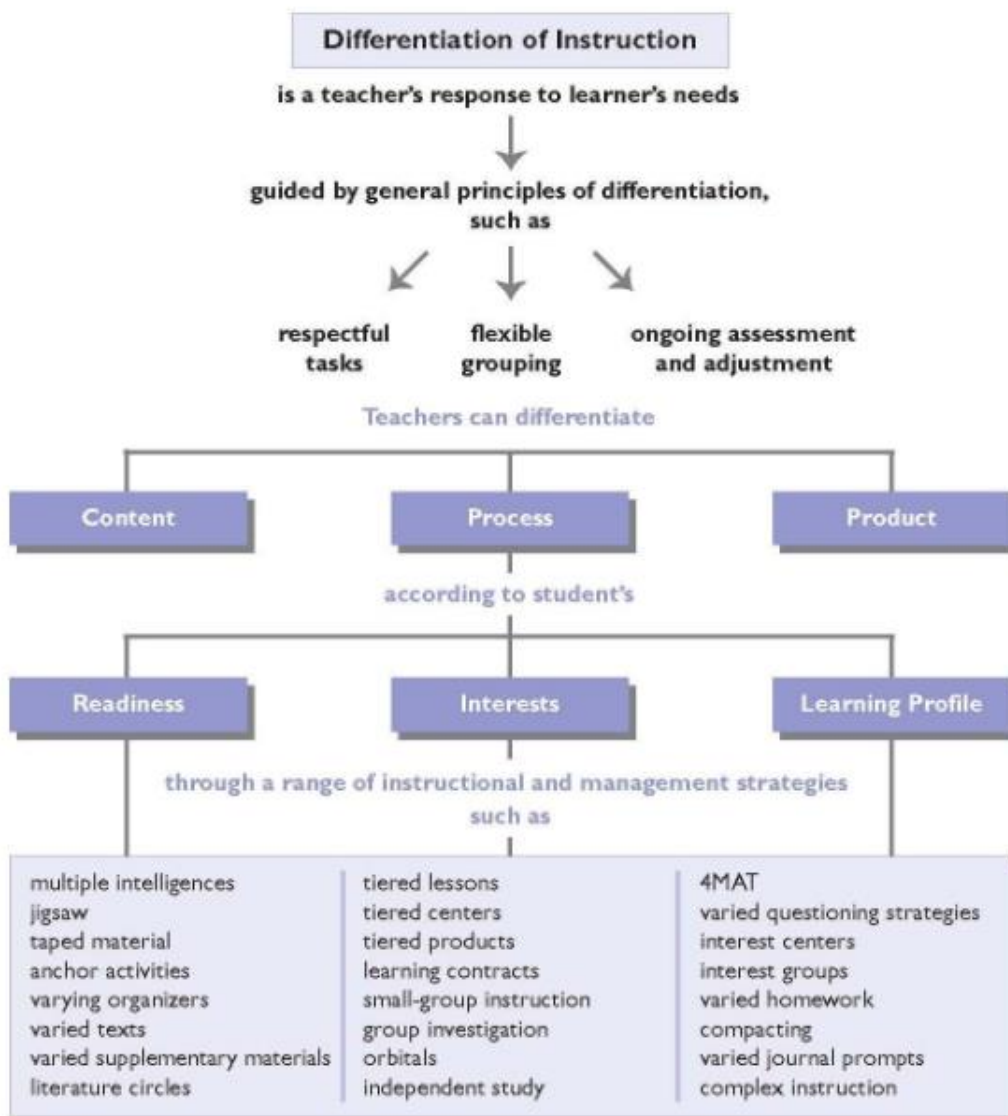 Differentiation of Instruction
is a teacher's response to learner's needs
guided by general principles of differentiation,
such as
respectful
tasks
flexible
grouping
ongoing assessment
and adjustment
Teachers can differentiate
Content
Process
Product
according to student's
Readiness
Interests
Learning Profile
through a range of instructional and management strategies
such as
multiple intelligences
jigsaw
taped material
anchor activities
varying organizers
varied texts
varied supplementary materials
literature circles
tiered lessons
tiered centers
tiered products
learning contracts
small-group instruction
group investigation
orbitals
independent study
4MAT
varied questioning strategies
interest centers
interest groups
varied homework
compacting
varied journal prompts
complex instruction